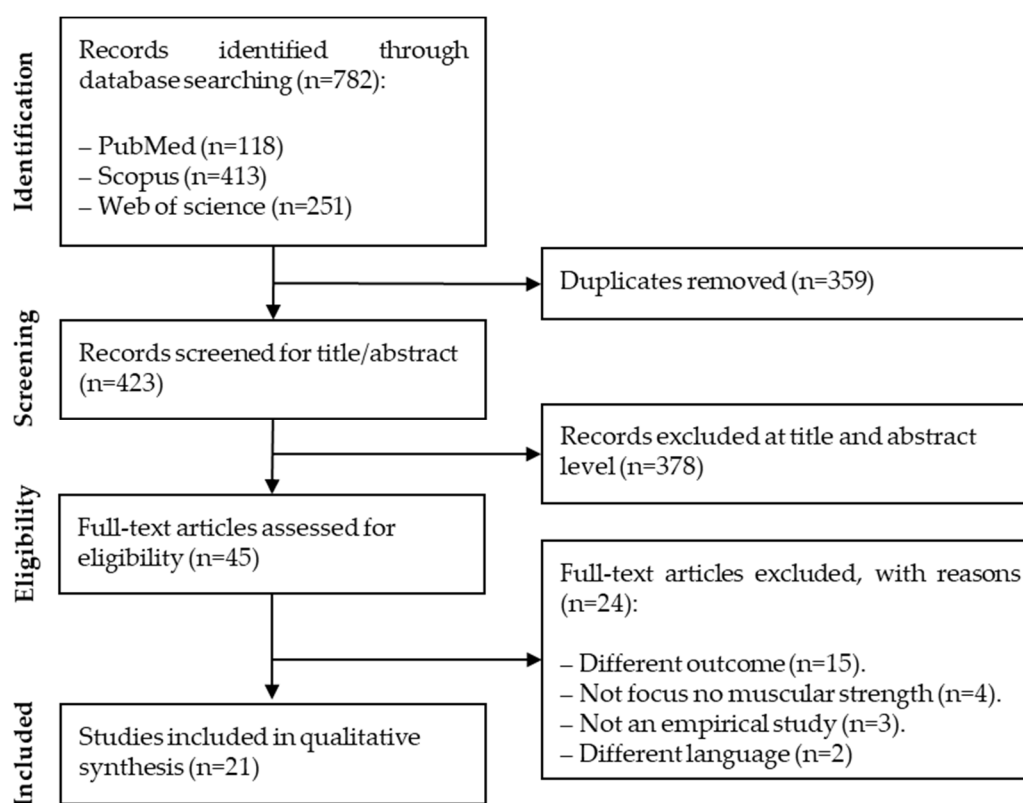 Identification
Records identified through
database searching (n=782):
– PubMed (n=118)
– Scopus (n=413)
– Web of science (n=251)
Duplicates removed (n=359)
Screening
Records screened for title/abstract
(n=423)
Records excluded at title and abstract
level (n=378)
Eligibility
Full-text articles assessed for
eligibility (n=45)
Full-text articles excluded, with reasons
(n=24):
– Different outcome (n=15).
– Not focus no muscular strength (n=4).
– Not an empirical study (n=3).
– Different language (n=2)
Included
Studies included in qualitative
synthesis (n=21)